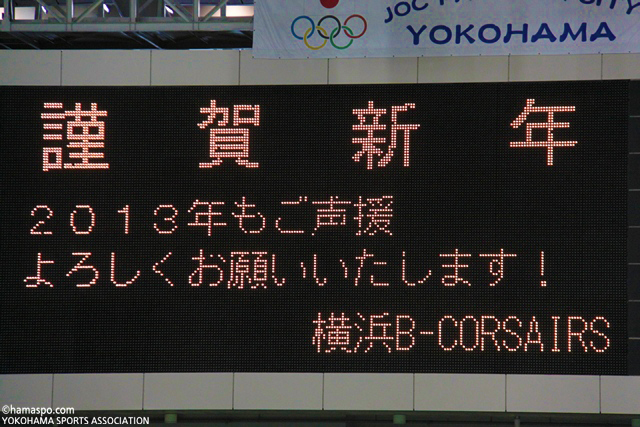 YOKOHAMA
謹賀新年
2013年もご声援
よろしくお願いいたします！
横浜B-CORSAIRS
©hamaspo.com
YOKOHAMA SPORTS ASSOCIATION